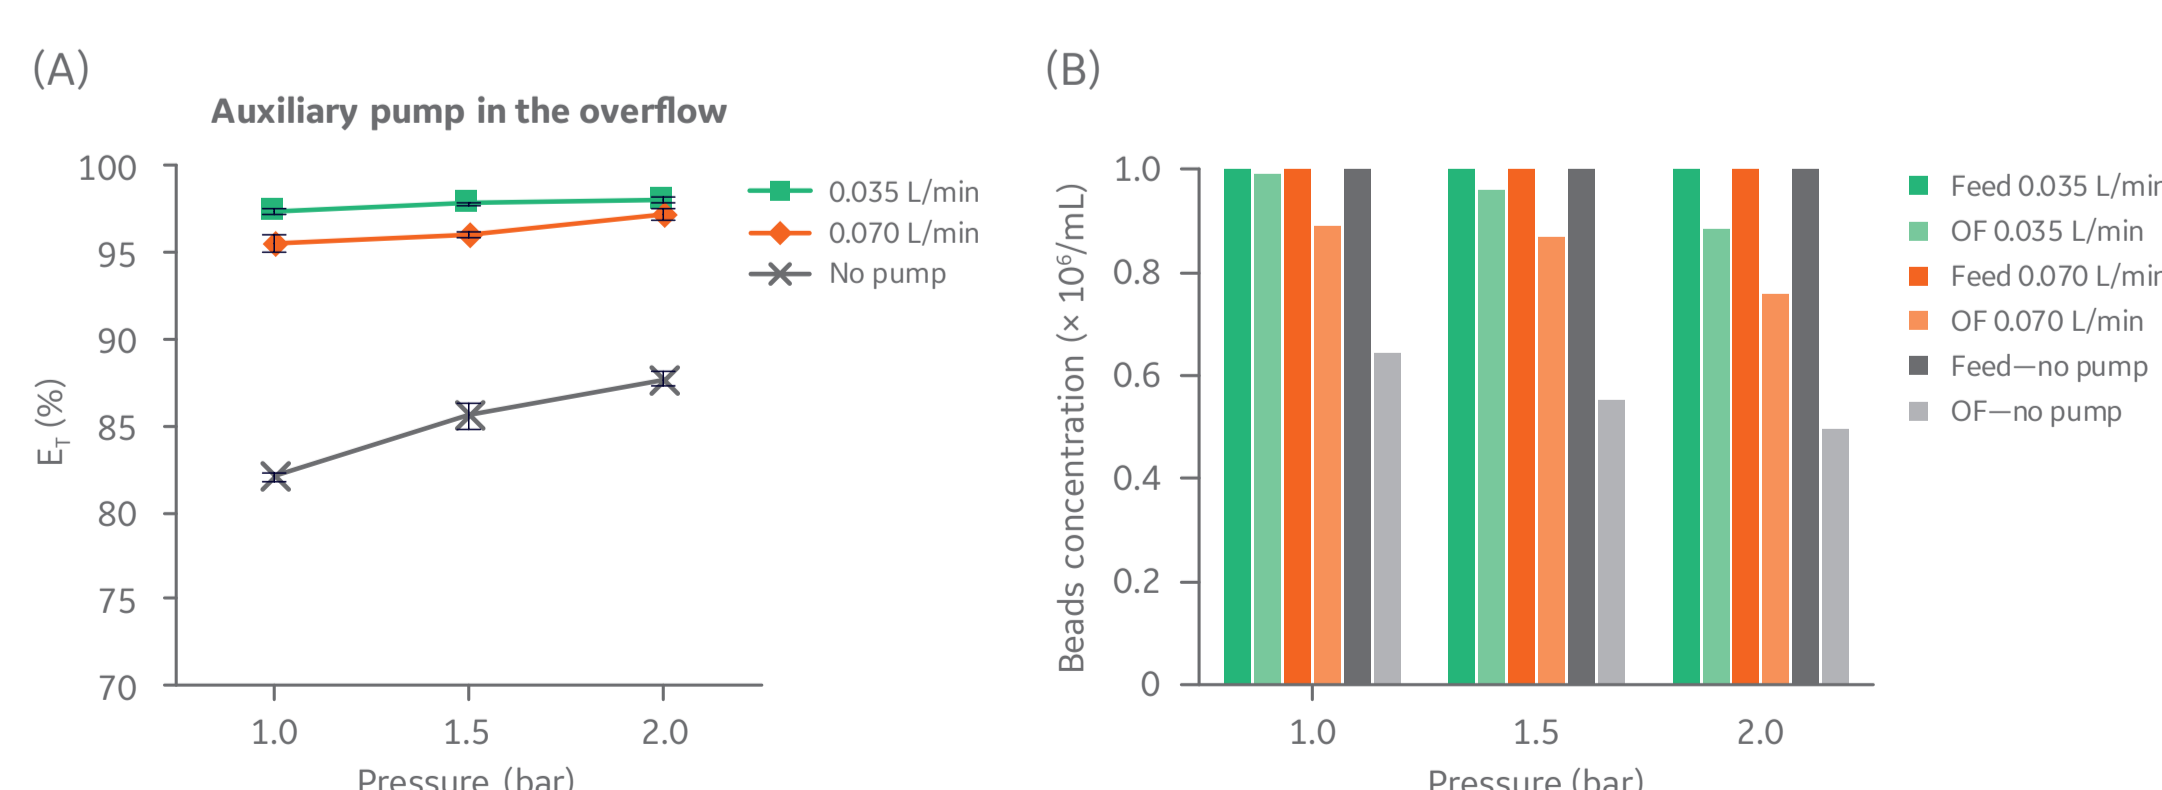 (A)
Auxiliary pump in the overflow
100
95
90
85
80
75
70
E_T (%)
1.0 1.5 2.0
Pressure (bar)
0.035 L/min
0.070 L/min
No pump
(B)
1.0
0.8
0.6
0.4
0.2
0
Beads concentration (× 10⁶/mL)
1.0 1.5 2.0
Pressure (bar)
Feed 0.035 L/min
OF 0.035 L/min
Feed 0.070 L/min
OF 0.070 L/min
Feed—no pump
OF—no pump